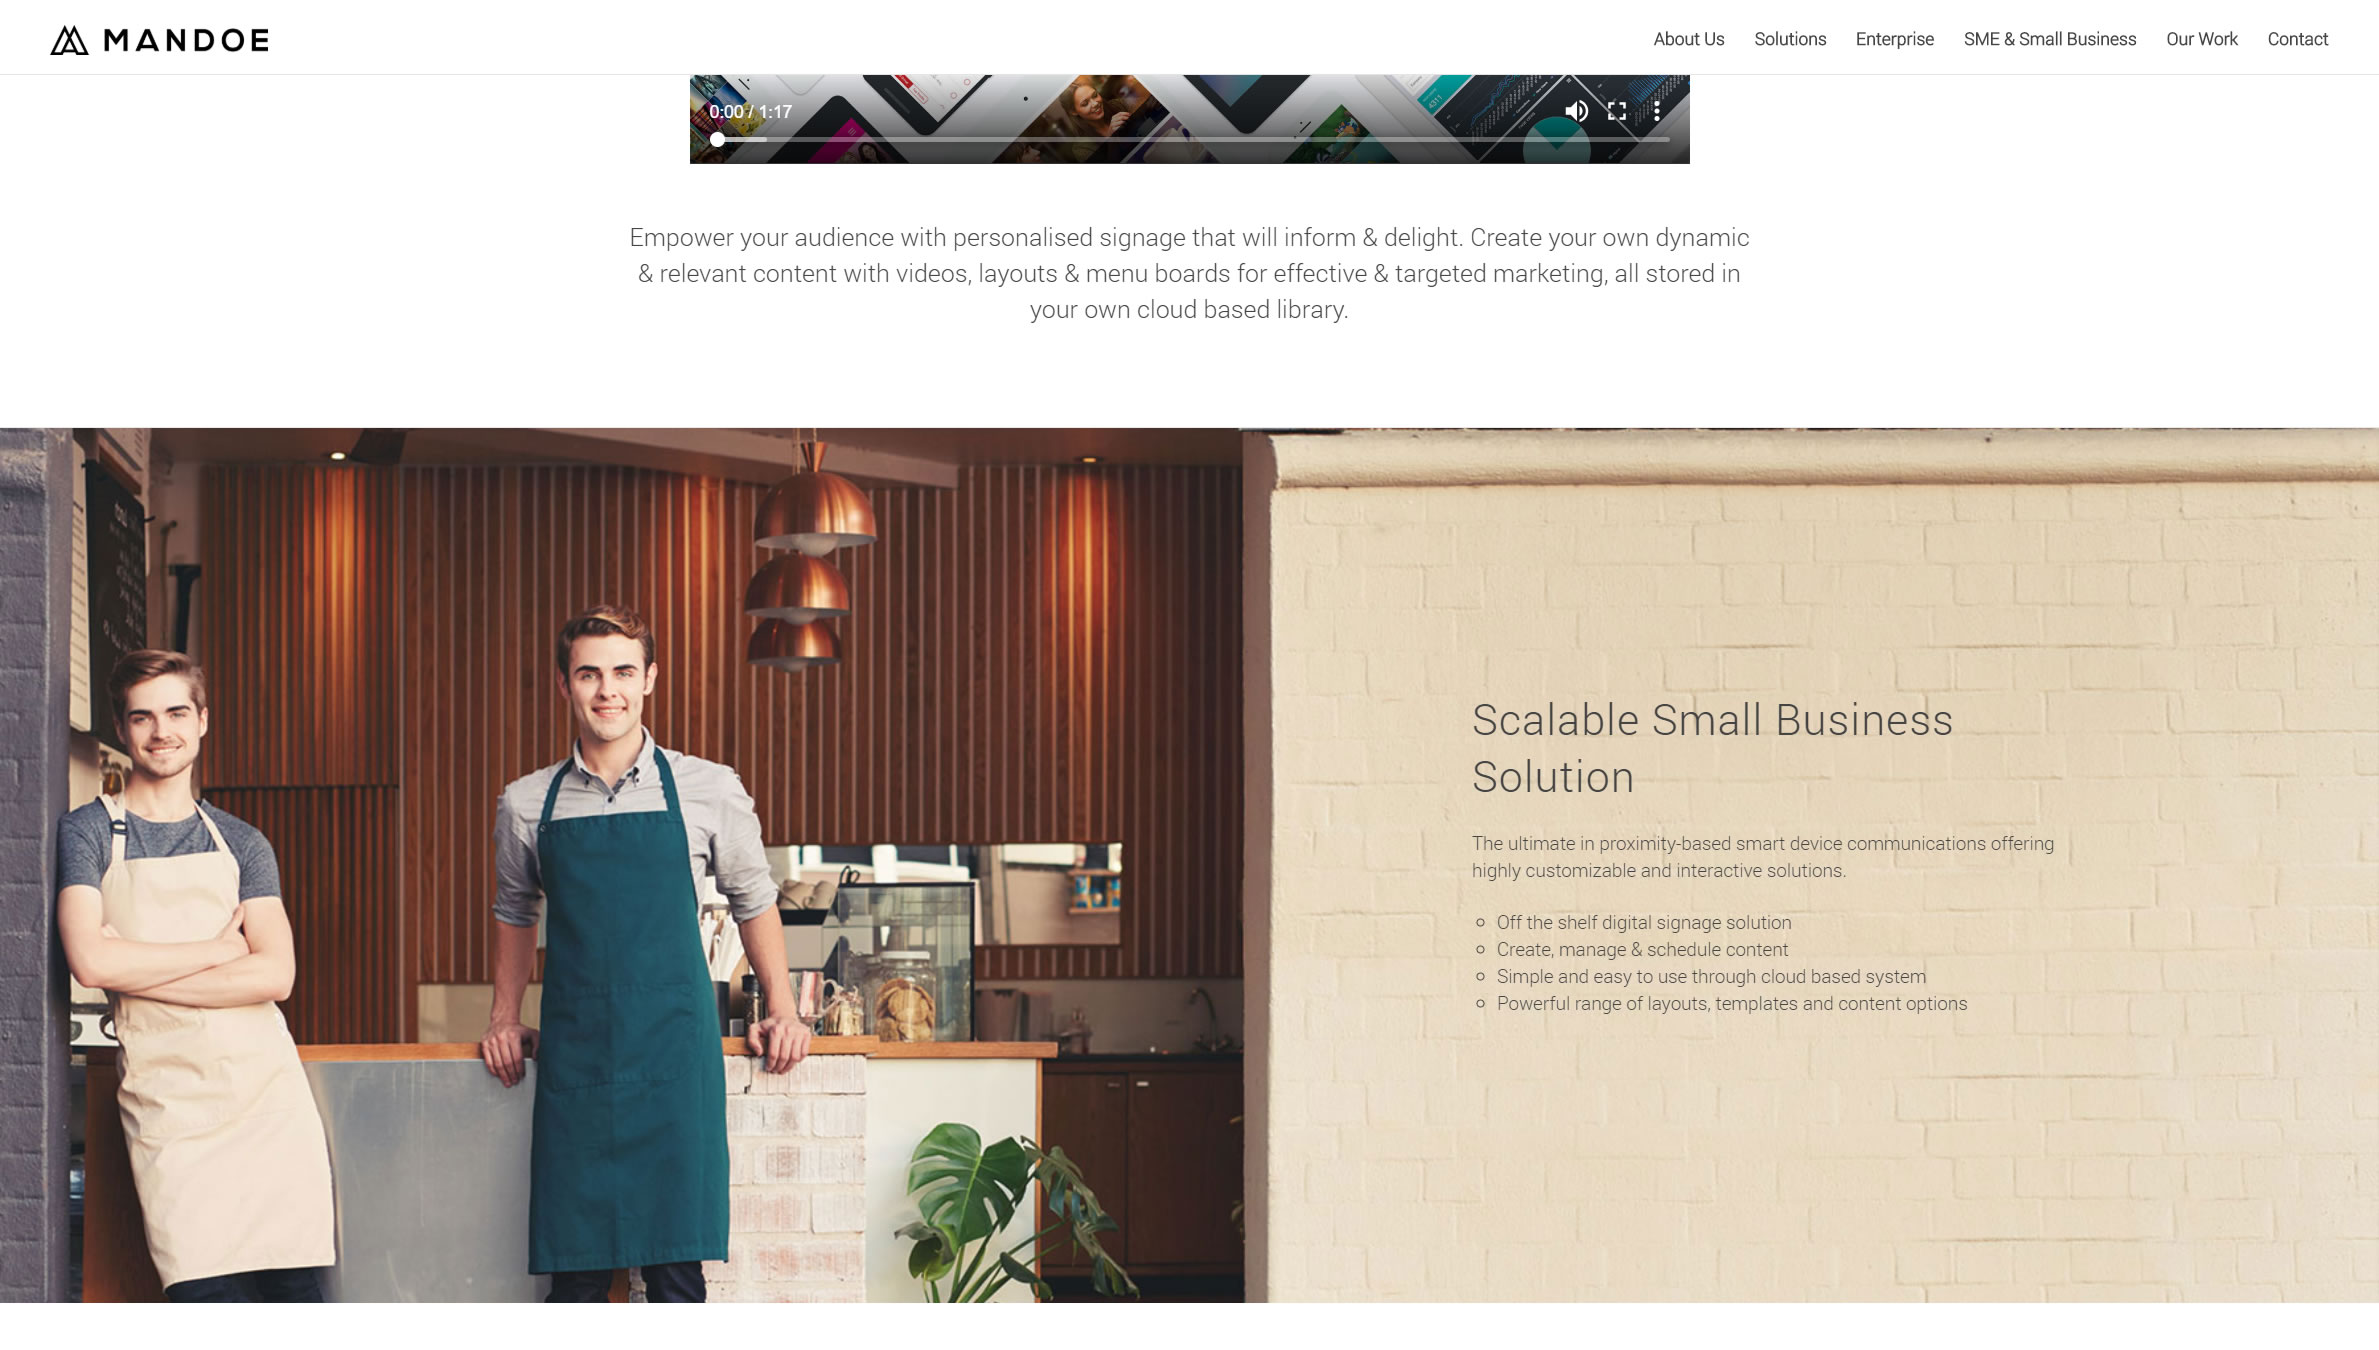 MANDOE
About Us
Solutions
Enterprise
SME & Small Business
Our Work
Contact
4311
0:00 / 1:17
Empower your audience with personalised signage that will inform & delight. Create your own dynamic
& relevant content with videos, layouts & menu boards for effective & targeted marketing, all stored in
your own cloud based library.
Scalable Small Business
Solution
The ultimate in proximity-based smart device communications offering
highly customizable and interactive solutions.
Off the shelf digital signage solution
Create, manage & schedule content
Simple and easy to use through cloud based system
Powerful range of layouts, templates and content options